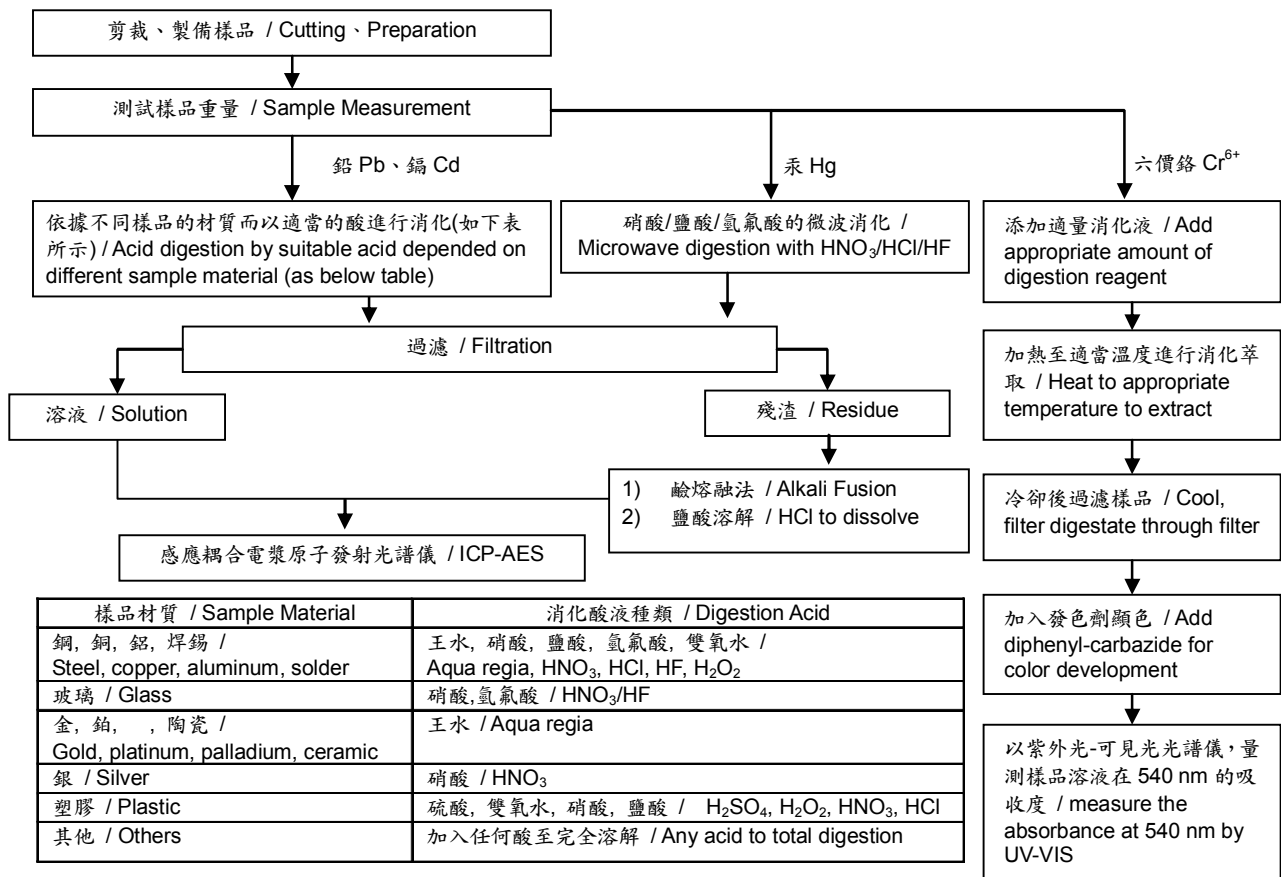 剪裁、製備樣品 / Cutting、Preparation
測試樣品重量 / Sample Measurement
鉛 Pb、鎘 Cd
汞 Hg
六價鉻 Cr⁶⁺
依據不同樣品的材質而以適當的酸進行消化(如下表
所示) / Acid digestion by suitable acid depended on
different sample material (as below table)
硝酸/鹽酸/氫氟酸的微波消化 /
Microwave digestion with HNO₃/HCl/HF
添加適量消化液 / Add
appropriate amount of
digestion reagent
過濾 / Filtration
加熱至適當溫度進行消化萃
取 / Heat to appropriate
temperature to extract
溶液 / Solution
殘渣 / Residue
1) 鹼熔融法 / Alkali Fusion
2) 鹽酸溶解 / HCl to dissolve
冷卻後過濾樣品 / Cool,
filter digestate through filter
感應耦合電漿原子發射光譜儀 / ICP-AES
加入發色劑顯色 / Add
diphenyl-carbazide for
color development
以紫外光-可見光光譜儀，量
測樣品溶液在 540 nm 的吸
收度 / measure the
absorbance at 540 nm by
UV-VIS
樣品材質 / Sample Material
消化酸液種類 / Digestion Acid
鋼, 銅, 鋁, 焊錫 /
Steel, copper, aluminum, solder
王水, 硝酸, 鹽酸, 氫氟酸, 雙氧水 /
Aqua regia, HNO₃, HCl, HF, H₂O₂
玻璃 / Glass
硝酸,氫氟酸 / HNO₃/HF
金, 鉑, , 陶瓷 /
Gold, platinum, palladium, ceramic
王水 / Aqua regia
銀 / Silver
硝酸 / HNO₃
塑膠 / Plastic
硫酸, 雙氧水, 硝酸, 鹽酸 / H₂SO₄, H₂O₂, HNO₃, HCl
其他 / Others
加入任何酸至完全溶解 / Any acid to total digestion